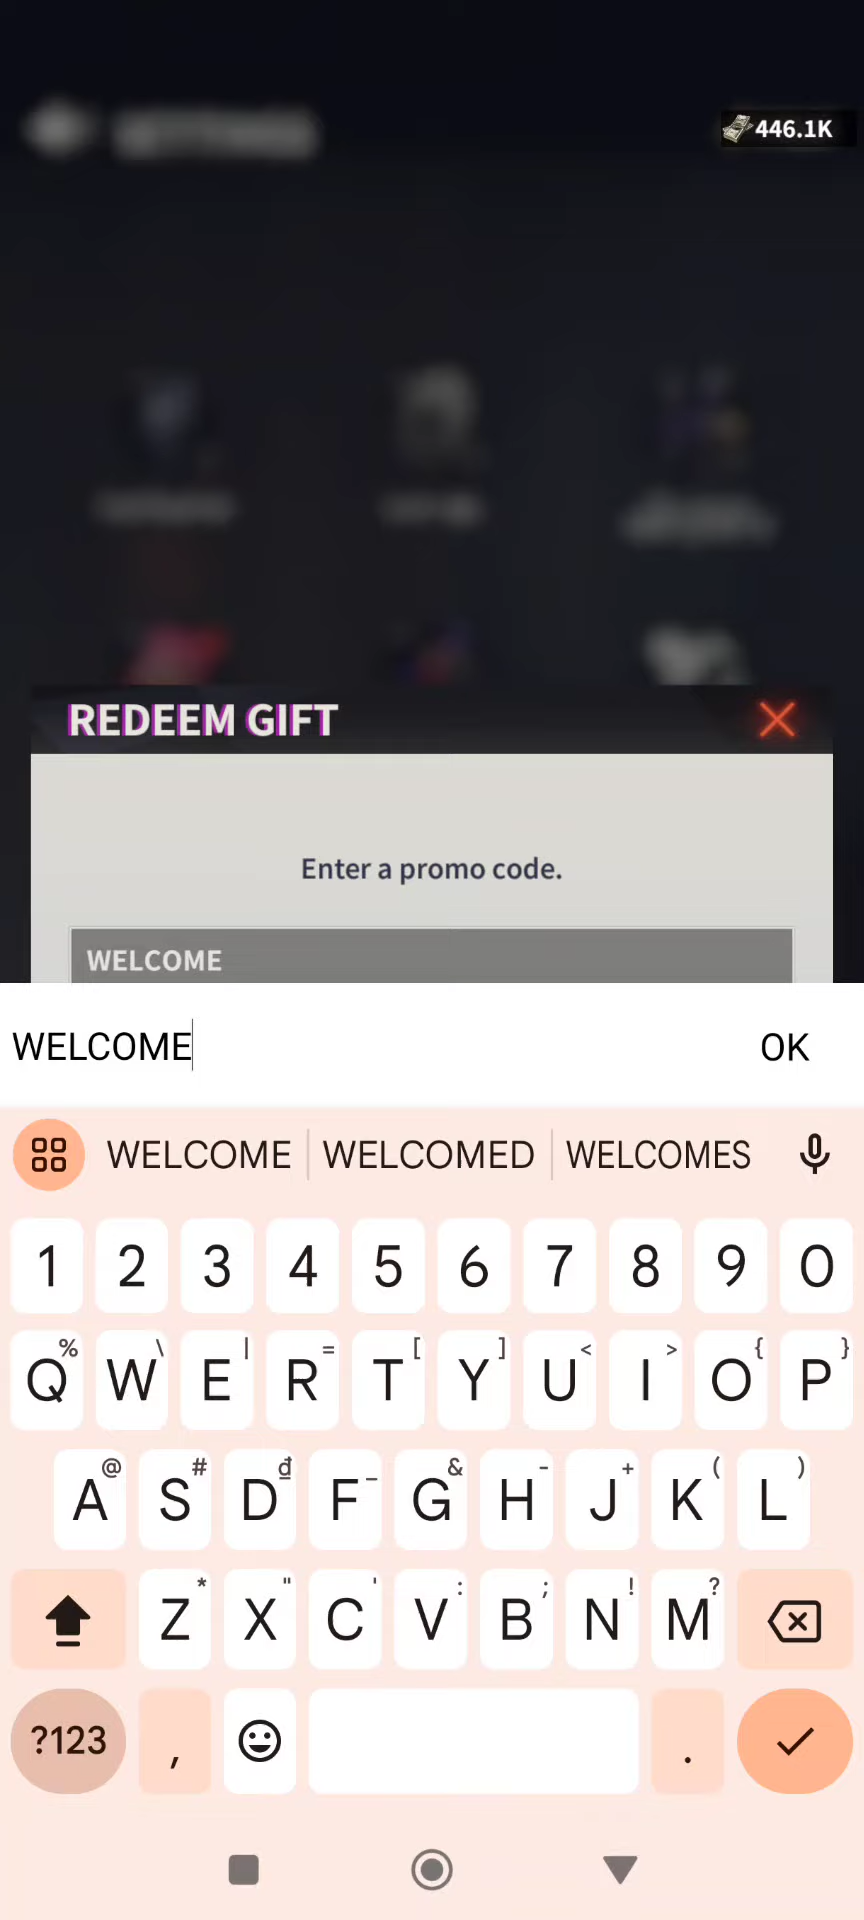 446.1K
REDEEM GIFT
Enter a promo code.
WELCOME
WELCOME OK
WELCOME WELCOMED WELCOMES
1 2 3 4 5 6 7 8 9 0
% \ | = [ ] < > { }
Q W E R T Y U I O P
@ # ₫ _ & - + ( )
A S D F G H J K L
* " ' : ; ! ?
Z X C V B N M
?123 , .